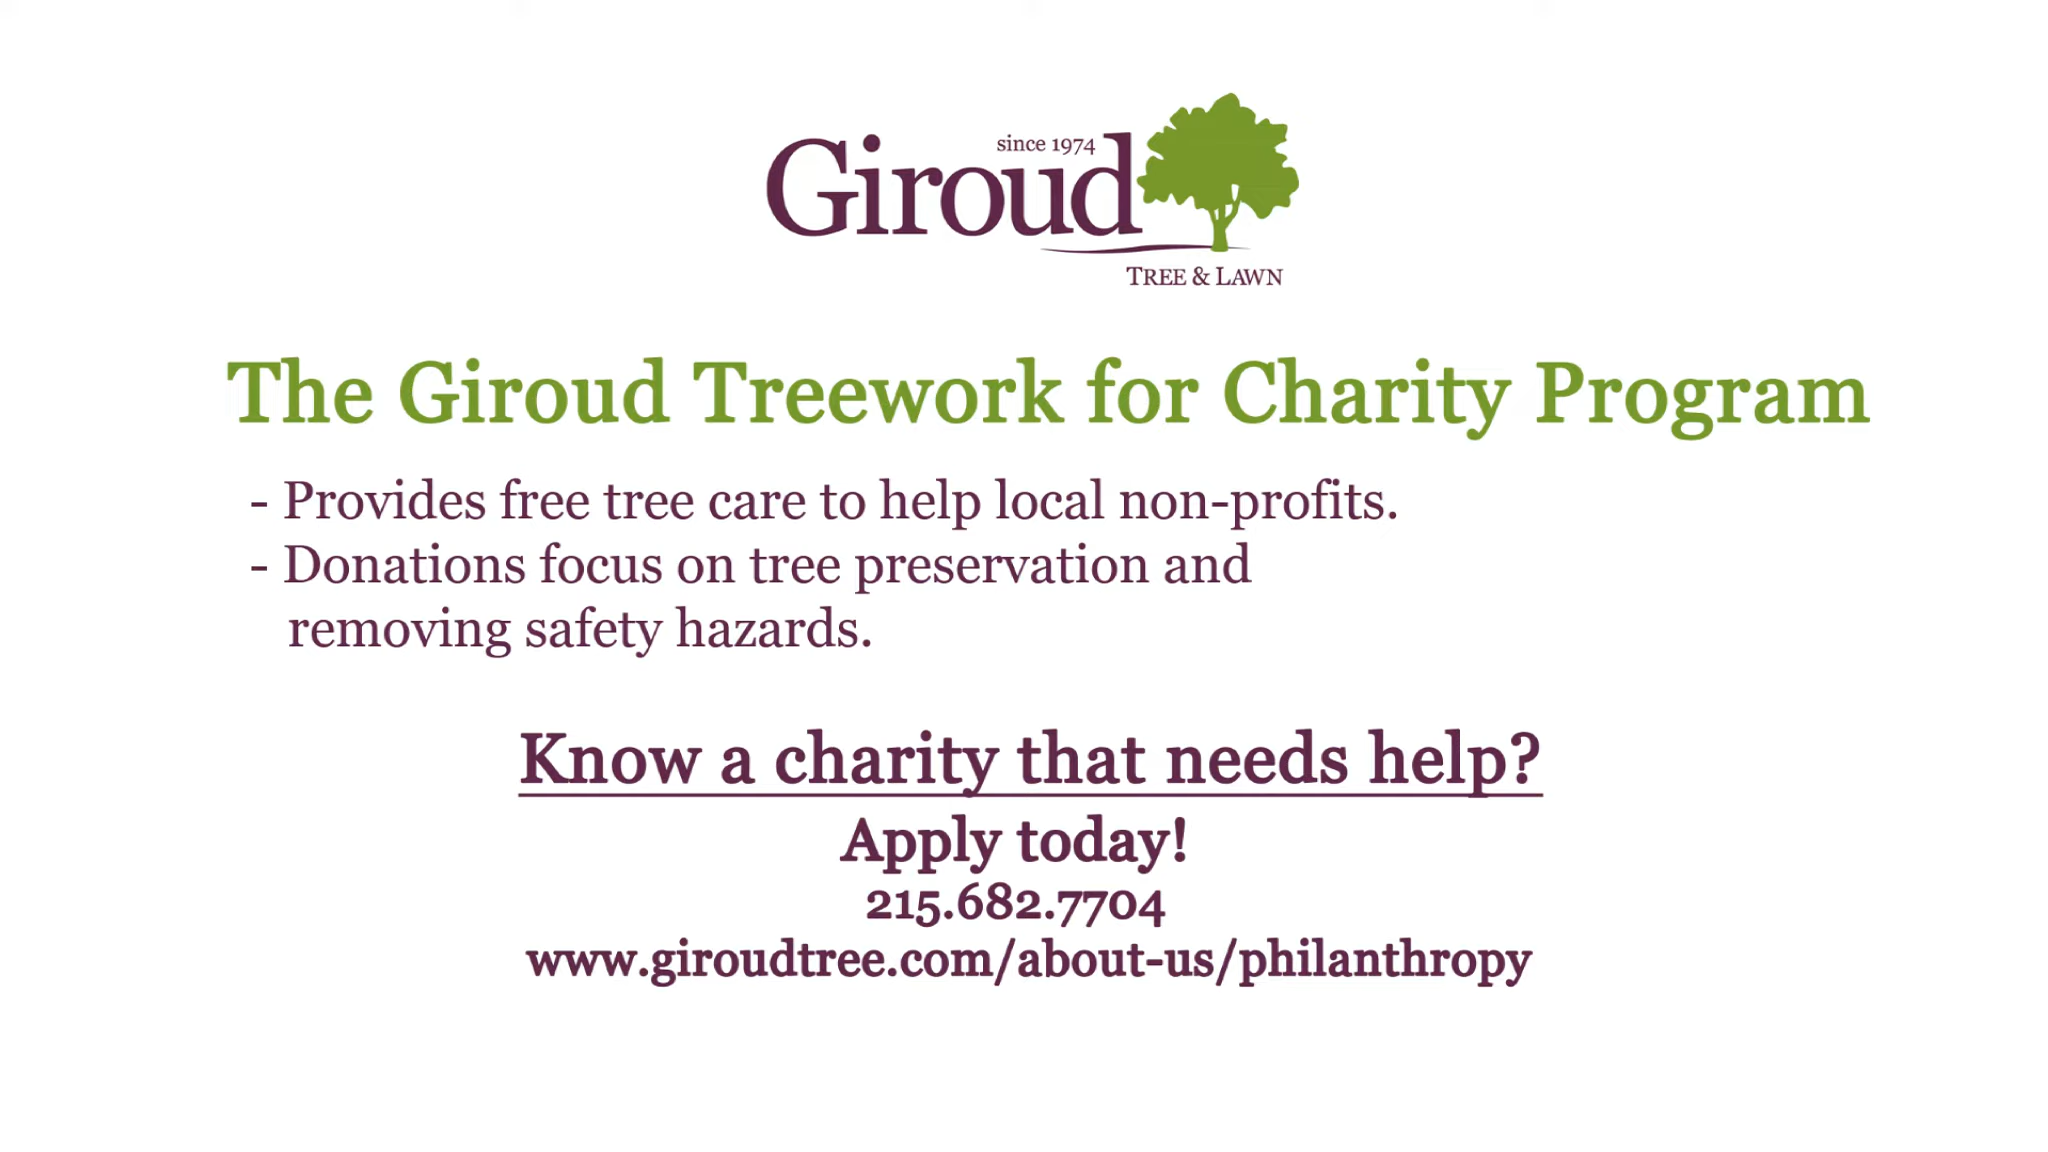 since 1974
Giroud
TREE & LAWN
The Giroud Treework for Charity Program
- Provides free tree care to help local non-profits.
- Donations focus on tree preservation and
removing safety hazards.
Know a charity that needs help?
Apply today!
215.682.7704
www.giroudtree.com/about-us/philanthropy